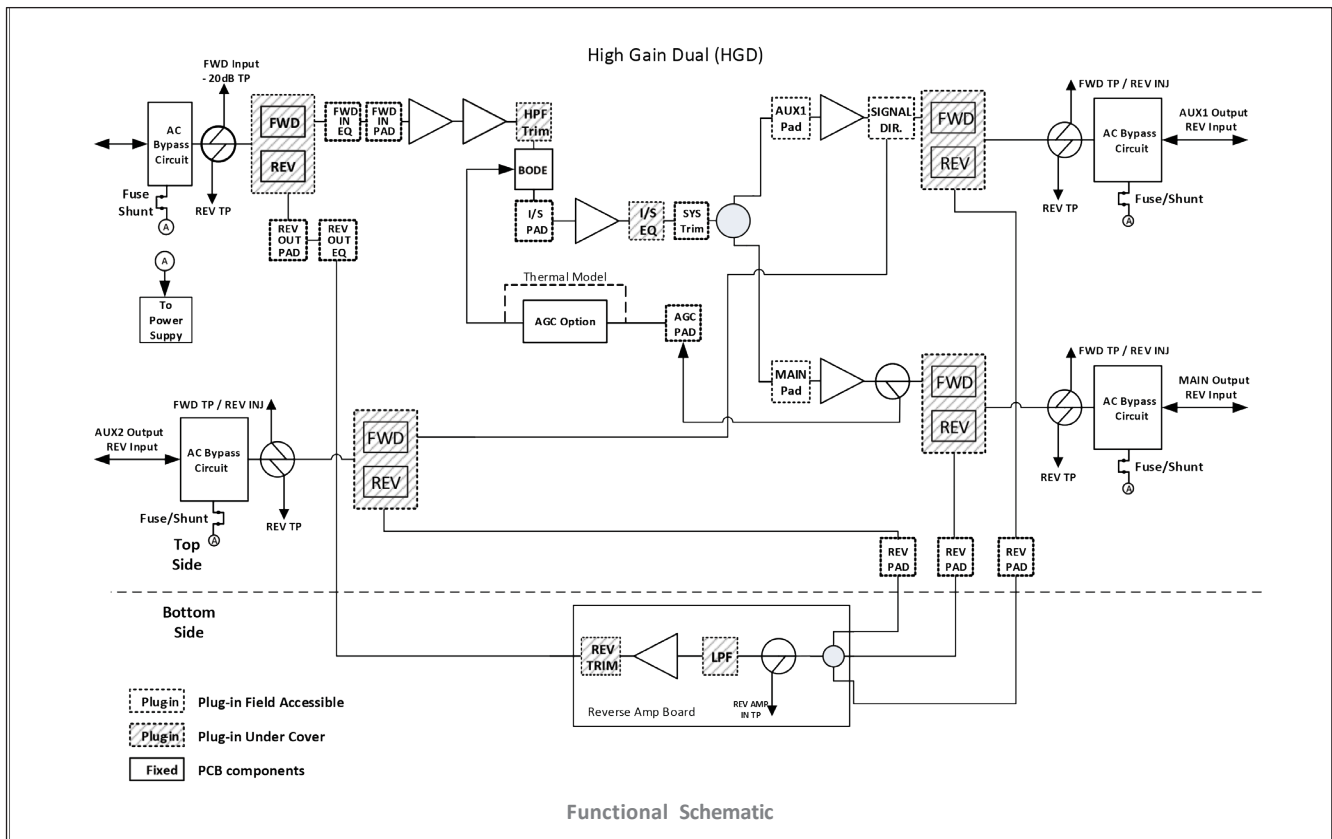 High Gain Dual (HGD)
FWD Input
- 20dB TP
AC
Bypass
Circuit
FWD
REV
FWD
IN
EQ
FWD
IN
PAD
HPF
Trim
BODE
I/S
PAD
I/S
EQ
SYS
Trim
AUX1
Pad
SIGNAL
DIR.
FWD
REV
FWD TP / REV INJ
AC Bypass
Circuit
AUX1 Output
REV Input
REV TP
Fuse/Shunt
A
Fuse
Shunt
A
REV TP
REV
OUT
PAD
REV
OUT
EQ
A
To
Power
Suppy
Thermal Model
AGC Option
AGC
PAD
MAIN
Pad
FWD
REV
FWD TP / REV INJ
AC Bypass
Circuit
MAIN Output
REV Input
REV TP
Fuse/Shunt
A
FWD TP / REV INJ
AUX2 Output
REV Input
AC Bypass
Circuit
FWD
REV
Fuse/Shunt
A
REV TP
Top
Side
REV
PAD
REV
PAD
REV
PAD
Bottom
Side
REV
TRIM
LPF
REV AMP
IN TP
Reverse Amp Board
Plugin
Plug-in Field Accessible
Plugin
Plug-in Under Cover
Fixed
PCB components
Functional Schematic